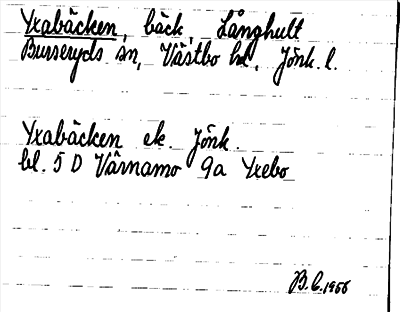 Yxabäcken, bäck, Långhult
Burseryds sn, Västbo hd, Jönk. l.
Yxabäcken ek. Jönk.
bl. 5 D Värnamo 9a Yxebo
B.C. 1956